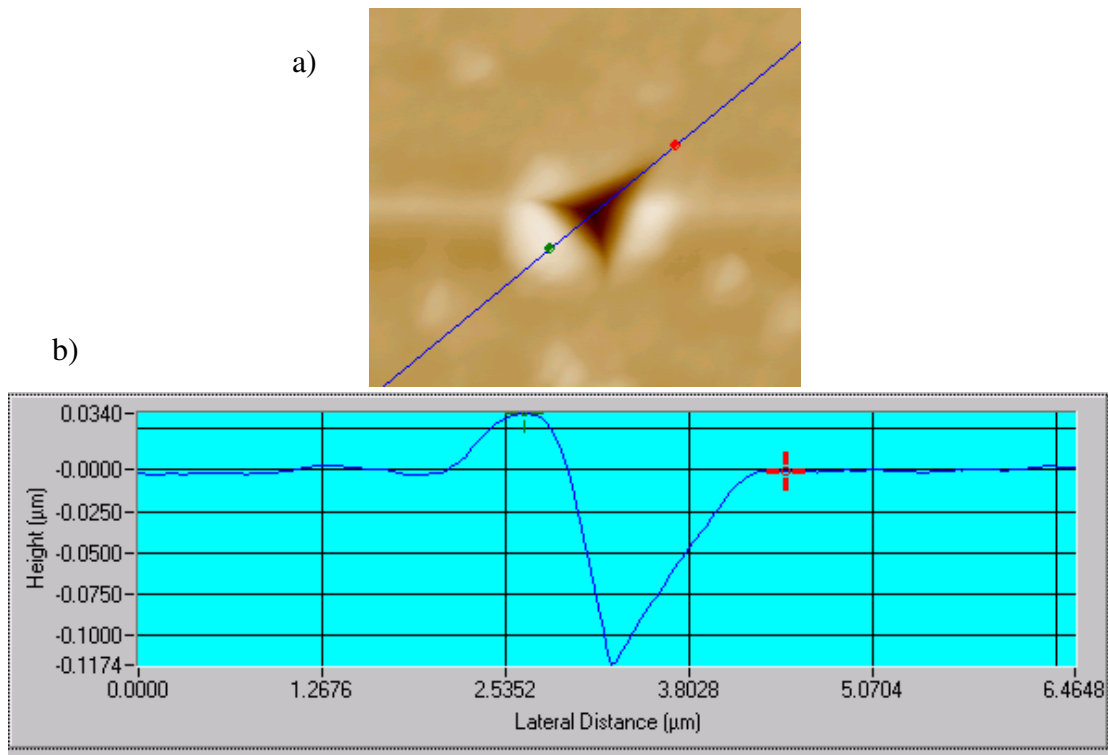 a)
b)
0.0340
-0.0000
-0.0250
-0.0500
-0.0750
-0.1000
-0.1174
Height (µm)
0.0000 1.2676 2.5352 3.8028 5.0704 6.4648
Lateral Distance (µm)